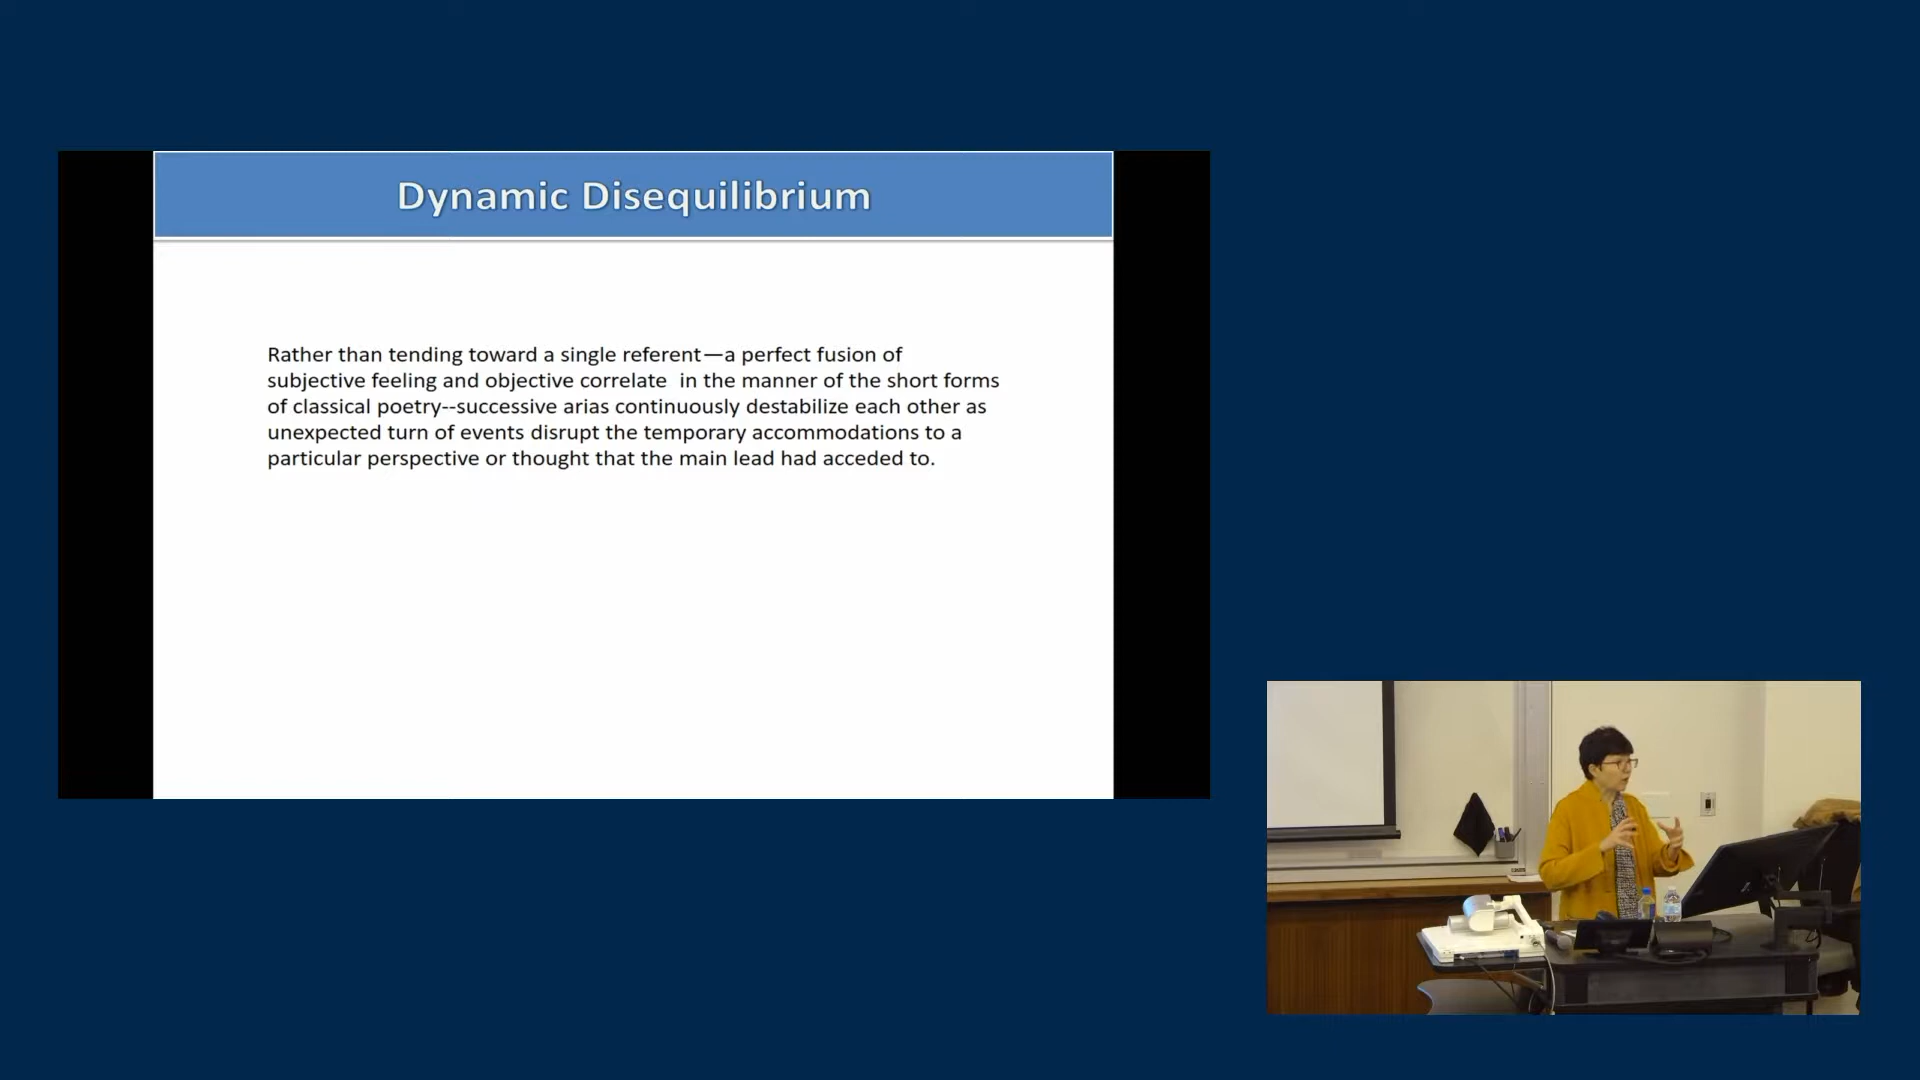 Dynamic Disequilibrium
Rather than tending toward a single referent—a perfect fusion of
subjective feeling and objective correlate  in the manner of the short forms
of classical poetry--successive arias continuously destabilize each other as
unexpected turn of events disrupt the temporary accommodations to a
particular perspective or thought that the main lead had acceded to.